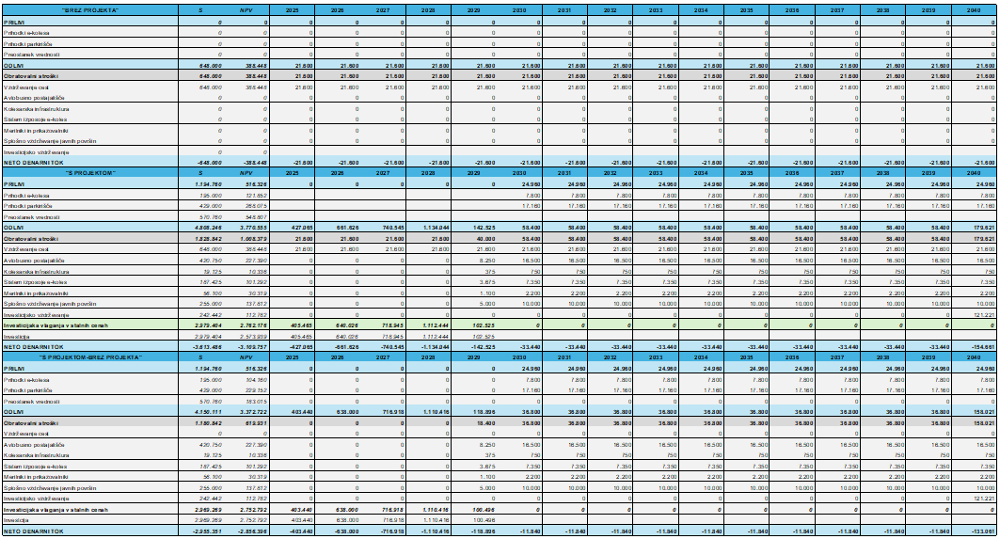 "BREZ PROJEKTA" S NPV 2025 2026 2027 2028 2029 2030 2031 2032 2033 2034 2035 2036 2037 2038 2039 2040
PRILIVI 0 0 0 0 0 0 0 0 0 0 0 0 0 0 0 0 0 0
Prihodki e-kolesa 0 0 0 0 0 0 0 0 0 0 0 0 0 0 0 0 0 0
Prihodki parkirišče 0 0 0 0 0 0 0 0 0 0 0 0 0 0 0 0 0 0
Preostanek vrednosti 0 0 0 0 0 0 0 0 0 0 0 0 0 0 0 0 0 0
ODLIVI 648.000 388.448 21.600 21.600 21.600 21.600 21.600 21.600 21.600 21.600 21.600 21.600 21.600 21.600 21.600 21.600 21.600 21.600
Obratovalni stroški 648.000 388.448 21.600 21.600 21.600 21.600 21.600 21.600 21.600 21.600 21.600 21.600 21.600 21.600 21.600 21.600 21.600 21.600
Vzdrževanje cest 648.000 388.448 21.600 21.600 21.600 21.600 21.600 21.600 21.600 21.600 21.600 21.600 21.600 21.600 21.600 21.600 21.600 21.600
Avtobusno postajališče 0 0 0 0 0 0 0 0 0 0 0 0 0 0 0 0 0 0
Kolesarska infrastruktura 0 0 0 0 0 0 0 0 0 0 0 0 0 0 0 0 0 0
Sistem izposoje e-koles 0 0 0 0 0 0 0 0 0 0 0 0 0 0 0 0 0 0
Merilniki in prikazovalniki 0 0 0 0 0 0 0 0 0 0 0 0 0 0 0 0 0 0
Splošno vzdrževanje javnih površin 0 0 0 0 0 0 0 0 0 0 0 0 0 0 0 0 0 0
Investicijsko vzdrževanje 0 0
NETO DENARNI TOK -648.000 -388.448 -21.600 -21.600 -21.600 -21.600 -21.600 -21.600 -21.600 -21.600 -21.600 -21.600 -21.600 -21.600 -21.600 -21.600 -21.600 -21.600
"S PROJEKTOM" S NPV 2025 2026 2027 2028 2029 2030 2031 2032 2033 2034 2035 2036 2037 2038 2039 2040
PRILIVI 1.194.760 516.326 0 0 0 0 0 24.960 24.960 24.960 24.960 24.960 24.960 24.960 24.960 24.960 24.960 24.960
Prihodki e-kolesa 195.000 121.852 0 7.800 7.800 7.800 7.800 7.800 7.800 7.800 7.800 7.800 7.800 7.800
Prihodki parkirišče 429.000 268.075 0 17.160 17.160 17.160 17.160 17.160 17.160 17.160 17.160 17.160 17.160 17.160
Preostanek vrednosti 570.760 548.807
ODLIVI 4.808.246 3.770.555 427.065 661.626 740.545 1.134.044 142.525 58.400 58.400 58.400 58.400 58.400 58.400 58.400 58.400 58.400 58.400 179.621
Obratovalni stroški 1.828.842 1.008.379 21.600 21.600 21.600 21.600 40.000 58.400 58.400 58.400 58.400 58.400 58.400 58.400 58.400 58.400 58.400 179.621
Vzdrževanje cest 648.000 388.448 21.600 21.600 21.600 21.600 21.600 21.600 21.600 21.600 21.600 21.600 21.600 21.600 21.600 21.600 21.600 21.600
Avtobusno postajališče 420.750 227.390 0 0 0 0 8.250 16.500 16.500 16.500 16.500 16.500 16.500 16.500 16.500 16.500 16.500 16.500
Kolesarska infrastruktura 19.125 10.336 0 0 0 0 375 750 750 750 750 750 750 750 750 750 750 750
Sistem izposoje e-koles 187.425 101.292 0 0 0 0 3.675 7.350 7.350 7.350 7.350 7.350 7.350 7.350 7.350 7.350 7.350 7.350
Merilniki in prikazovalniki 56.100 30.319 0 0 0 0 1.100 2.200 2.200 2.200 2.200 2.200 2.200 2.200 2.200 2.200 2.200 2.200
Splošno vzdrževanje javnih površin 255.000 137.812 0 0 0 0 5.000 10.000 10.000 10.000 10.000 10.000 10.000 10.000 10.000 10.000 10.000 10.000
Investicijsko vzdrževanje 242.442 112.782 0 0 0 0 0 0 0 0 0 0 0 0 0 0 0 121.221
Investicijska vlaganja v stalnih cenah 2.979.404 2.762.176 405.465 640.026 718.945 1.112.444 102.525 0 0 0 0 0 0 0 0 0 0 0
Investicija 2.979.404 2.573.939 405.465 640.026 718.945 1.112.444 102.525
NETO DENARNI TOK -3.613.486 -3.109.757 -427.065 -661.626 -740.545 -1.134.044 -142.525 -33.440 -33.440 -33.440 -33.440 -33.440 -33.440 -33.440 -33.440 -33.440 -33.440 -154.661
"S PROJEKTOM-BREZ PROJEKTA" S NPV 2025 2026 2027 2028 2029 2030 2031 2032 2033 2034 2035 2036 2037 2038 2039 2040
PRILIVI 1.194.760 516.326 0 0 0 0 0 24.960 24.960 24.960 24.960 24.960 24.960 24.960 24.960 24.960 24.960 24.960
Prihodki e-kolesa 195.000 104.160 0 0 0 0 0 7.800 7.800 7.800 7.800 7.800 7.800 7.800 7.800 7.800 7.800 7.800
Prihodki parkirišče 429.000 229.152 0 0 0 0 0 17.160 17.160 17.160 17.160 17.160 17.160 17.160 17.160 17.160 17.160 17.160
Preostanek vrednosti 570.760 183.015 0 0 0 0 0 0 0 0 0 0 0 0 0 0 0 0
ODLIVI 4.150.111 3.372.722 403.440 638.000 716.918 1.110.416 118.896 36.800 36.800 36.800 36.800 36.800 36.800 36.800 36.800 36.800 36.800 158.021
Obratovalni stroški 1.180.842 619.931 0 0 0 0 18.400 36.800 36.800 36.800 36.800 36.800 36.800 36.800 36.800 36.800 36.800 158.021
Vzdrževanje cest 0 0 0 0 0 0 0 0 0 0 0 0 0 0 0 0 0 0
Avtobusno postajališče 420.750 227.390 0 0 0 0 8.250 16.500 16.500 16.500 16.500 16.500 16.500 16.500 16.500 16.500 16.500 16.500
Kolesarska infrastruktura 19.125 10.336 0 0 0 0 375 750 750 750 750 750 750 750 750 750 750 750
Sistem izposoje e-koles 187.425 101.292 0 0 0 0 3.675 7.350 7.350 7.350 7.350 7.350 7.350 7.350 7.350 7.350 7.350 7.350
Merilniki in prikazovalniki 56.100 30.319 0 0 0 0 1.100 2.200 2.200 2.200 2.200 2.200 2.200 2.200 2.200 2.200 2.200 2.200
Splošno vzdrževanje javnih površin 255.000 137.812 0 0 0 0 5.000 10.000 10.000 10.000 10.000 10.000 10.000 10.000 10.000 10.000 10.000 10.000
Investicijsko vzdrževanje 242.442 112.782 0 0 0 0 0 0 0 0 0 0 0 0 0 0 0 121.221
Investicijska vlaganja v stalnih cenah 2.969.269 2.752.792 403.440 638.000 716.918 1.110.416 100.496 0 0 0 0 0 0 0 0 0 0 0
Investicija 2.969.269 2.752.792 403.440 638.000 716.918 1.110.416 100.496
NETO DENARNI TOK -2.955.351 -2.856.396 -403.440 -638.000 -716.918 -1.110.416 -118.896 -11.840 -11.840 -11.840 -11.840 -11.840 -11.840 -11.840 -11.840 -11.840 -11.840 -133.061